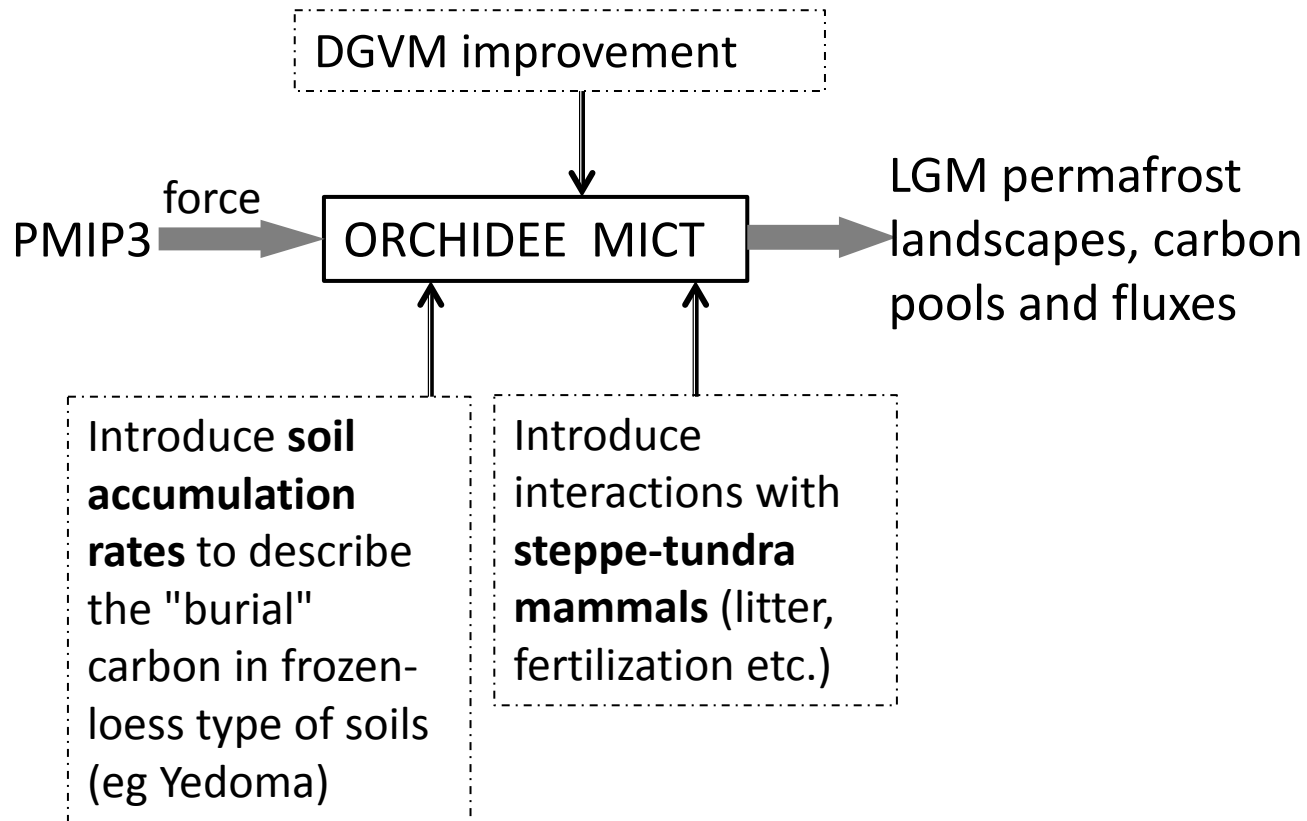 DGVM improvement
force
PMIP3
ORCHIDEE MICT
LGM permafrost
landscapes, carbon
pools and fluxes
Introduce soil
accumulation
rates to describe
the "burial"
carbon in frozen-
loess type of soils
(eg Yedoma)
Introduce
interactions with
steppe-tundra
mammals (litter,
fertilization etc.)